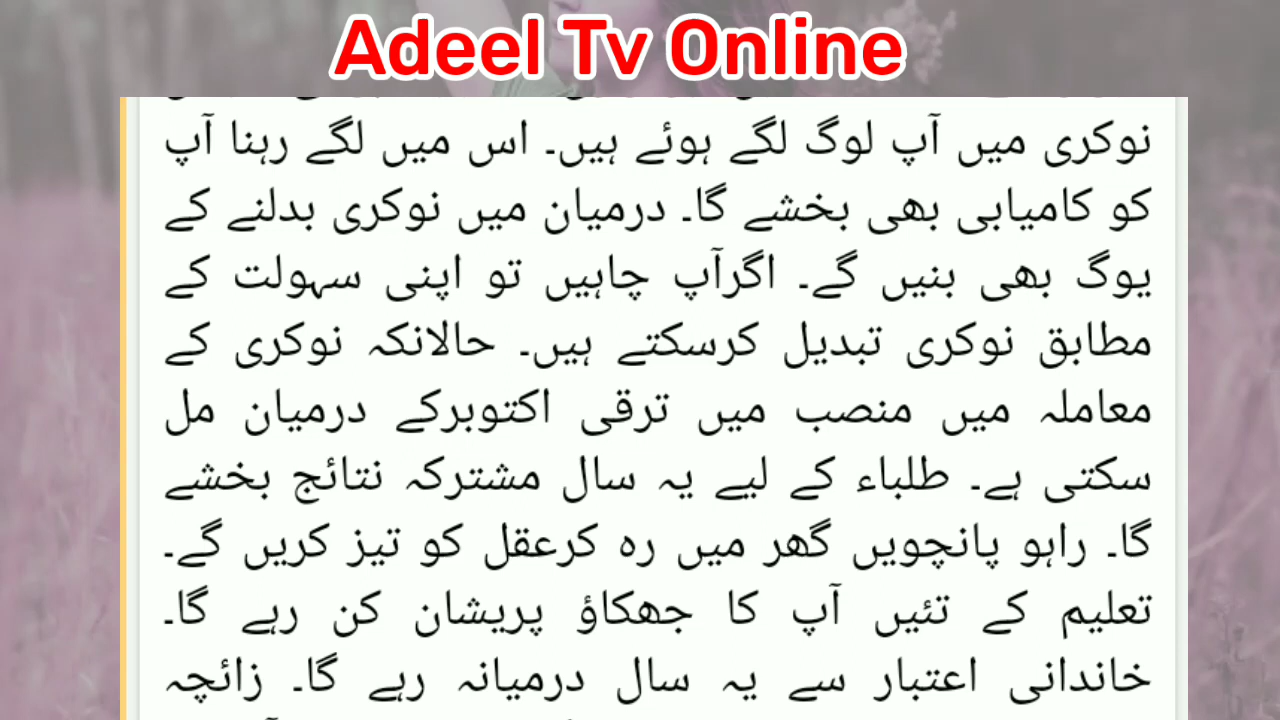 Adeel Tv Online
نوکری میں آپ لوگ لگے ہوئے ہیں۔ اس میں لگے رہنا آپ
کو کامیابی بھی بخشے گا۔ درمیان میں نوکری بدلنے کے
یوگ بھی بنیں گے۔ اگرآپ چاہیں تو اپنی سہولت کے
مطابق نوکری تبدیل کرسکتے ہیں۔ حالانکہ نوکری کے
معاملہ میں منصب میں ترقی اکتوبرکے درمیان مل
سکتی ہے۔ طلباء کے لیے یہ سال مشترکہ نتائج بخشے
گا۔ راہو پانچویں گھر میں رہ کرعقل کو تیز کریں گے۔
تعلیم کے تئیں آپ کا جھکاؤ پریشان کن رہے گا۔
خاندانی اعتبار سے یہ سال درمیانہ رہے گا۔ زائچہ